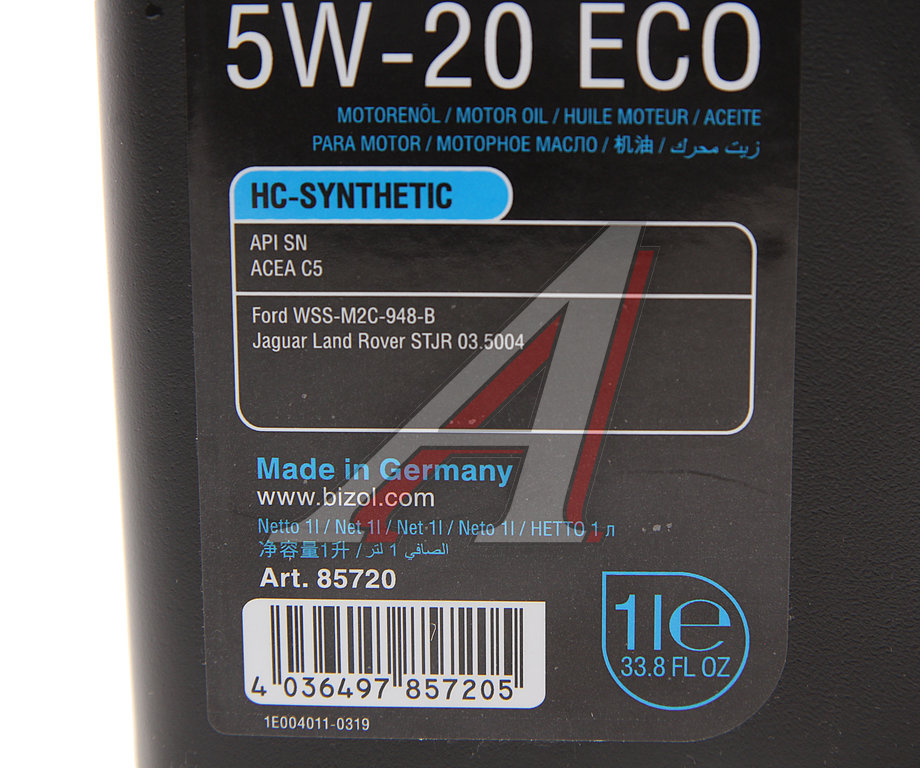 5W-20 ECO
MOTORENÖL / MOTOR OIL / HUILE MOTEUR / ACEITE
PARA MOTOR / МОТОРНОЕ МАСЛО / 机油 / زيت محرك
HC-SYNTHETIC
API SN
ACEA C5
Ford WSS-M2C-948-B
Jaguar Land Rover STJR 03.5004
Made in Germany
www.bizol.com
Netto 1l / Net 1l / Net 1l / Neto 1l / НЕТТО 1 л
净容量1升 / الصافي 1 لتر
Art. 85720
1l e
33.8 FL OZ
4 036497 857205
1E004011-0319